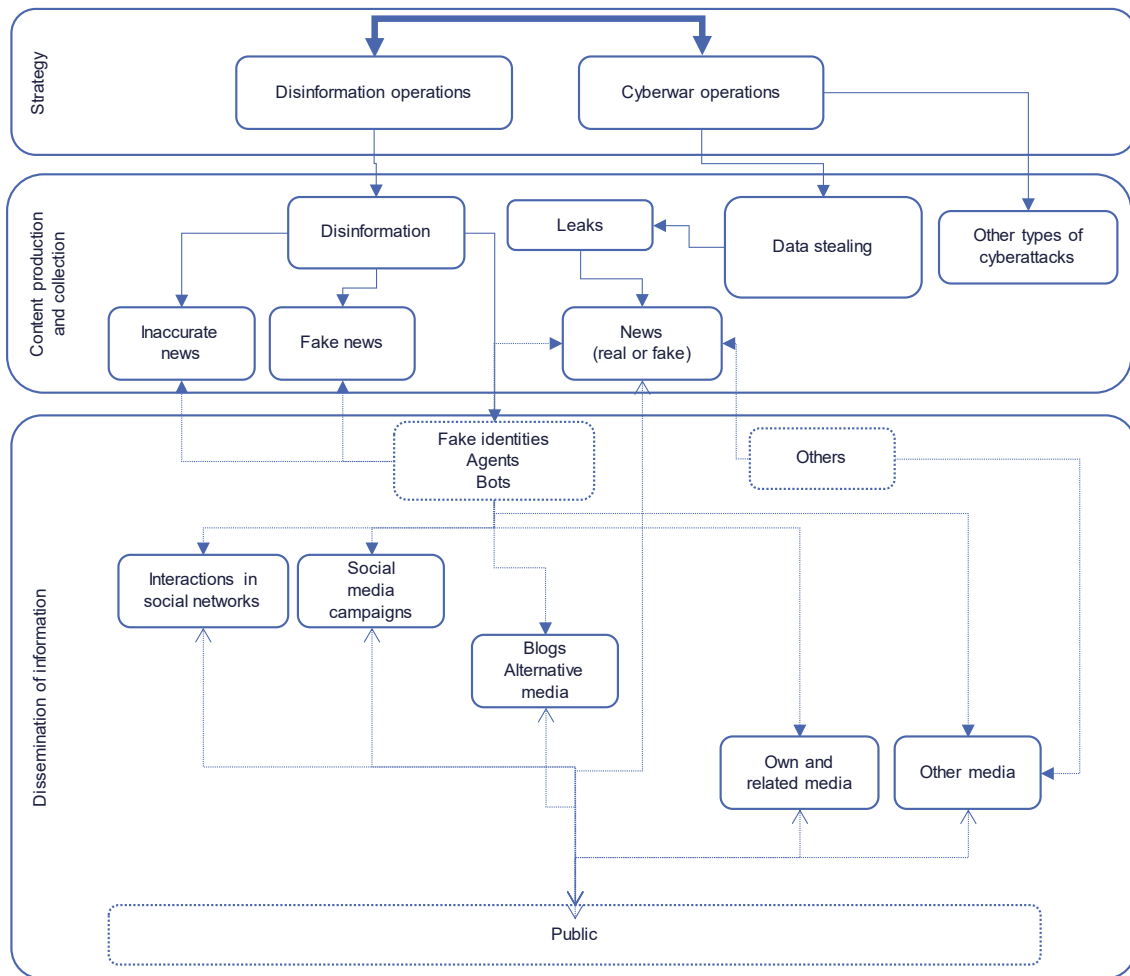 Strategy
Disinformation operations
Cyberwar operations
Content production
and collection
Disinformation
Leaks
Data stealing
Other types of
cyberattacks
Inaccurate
news
Fake news
News
(real or fake)
Dissemination of information
Fake identities
Agents
Bots
Others
Interactions in
social networks
Social
media
campaigns
Blogs
Alternative
media
Own and
related media
Other media
Public